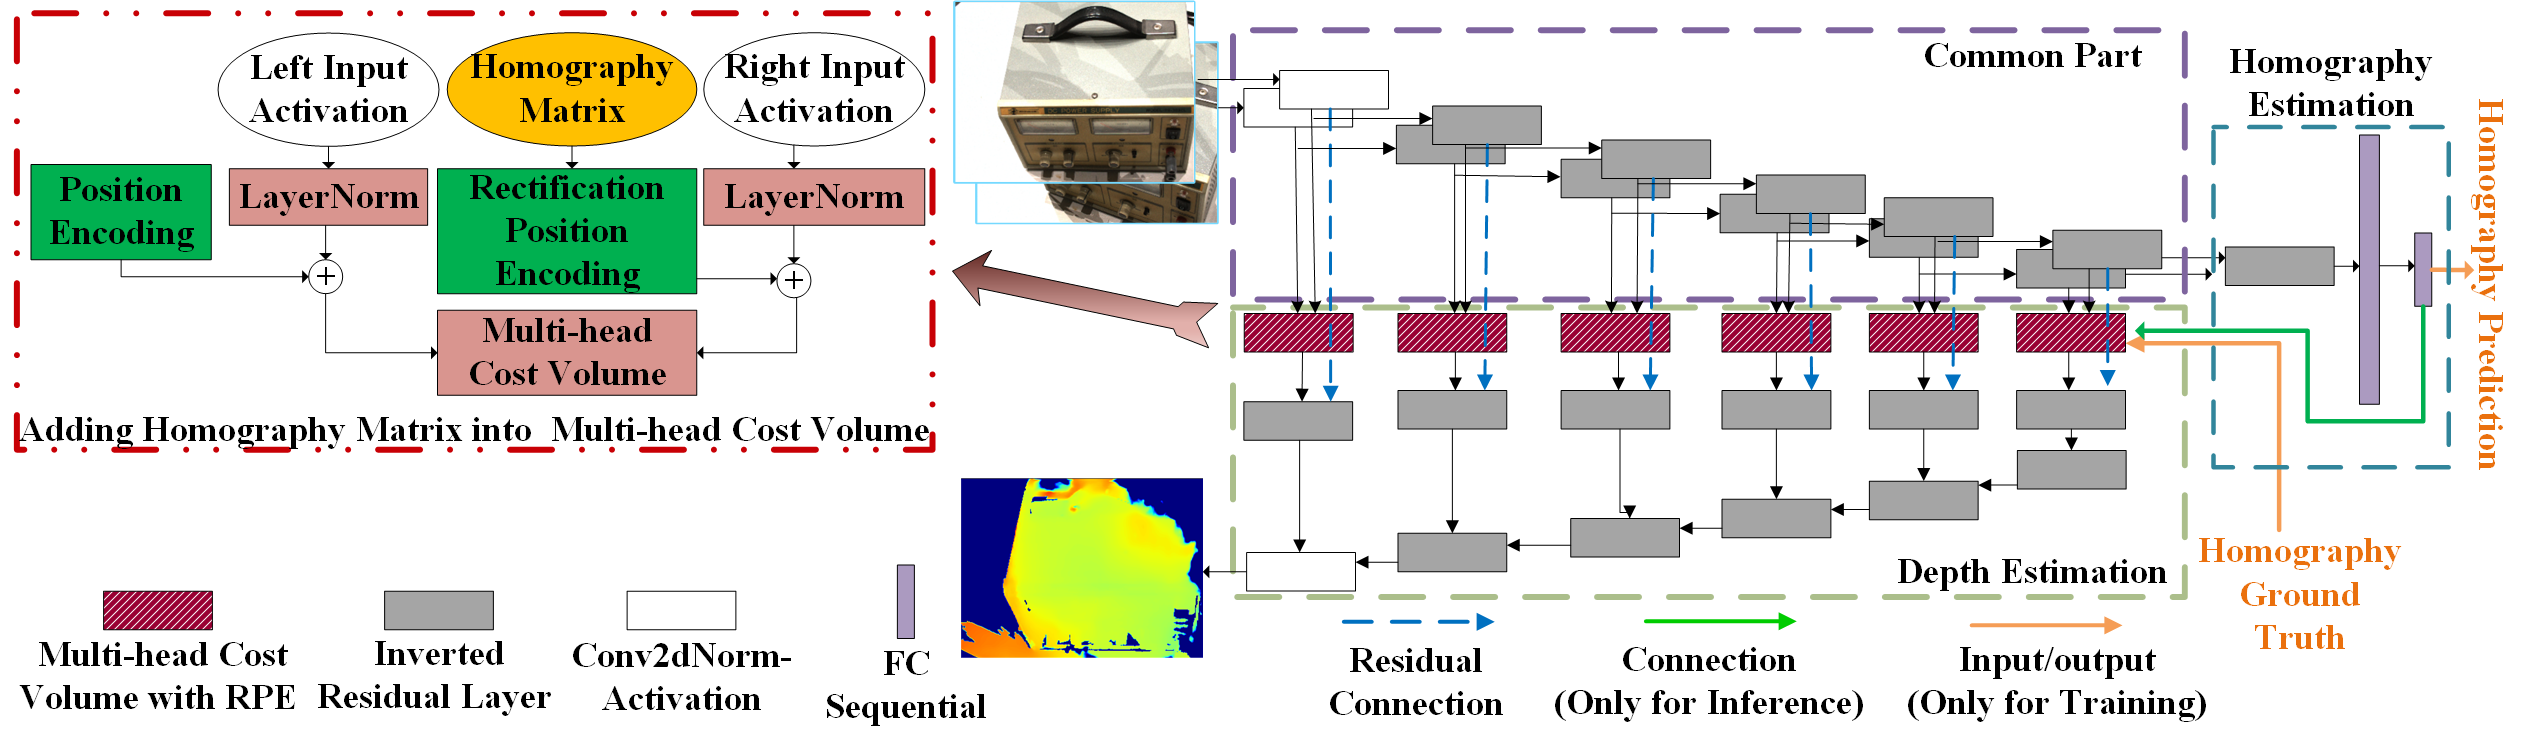 Left Input
Activation
Homography
Matrix
Right Input
Activation
Position
Encoding
LayerNorm
Rectification
Position
Encoding
LayerNorm
+
+
Multi-head
Cost Volume
Adding Homography Matrix into Multi-head Cost Volume
Common Part
Homography
Estimation
Homography Prediction
Depth Estimation
Homography
Ground
Truth
Multi-head Cost
Volume with RPE
Inverted
Residual Layer
Conv2dNorm-
Activation
FC
Sequential
Residual
Connection
Connection
(Only for Inference)
Input/output
(Only for Training)